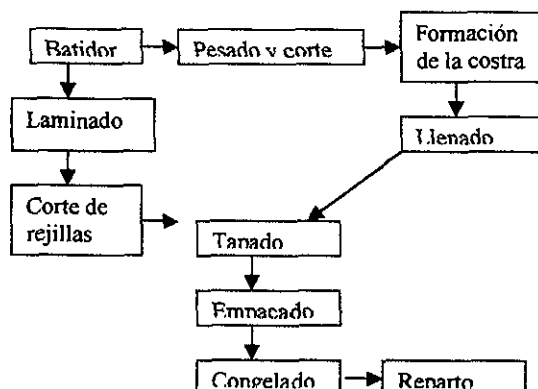 Batidor
Pesado y corte
Formación
de la costra
Laminado
Llenado
Corte de
rejillas
Tapado
Empacado
Congelado
Reparto